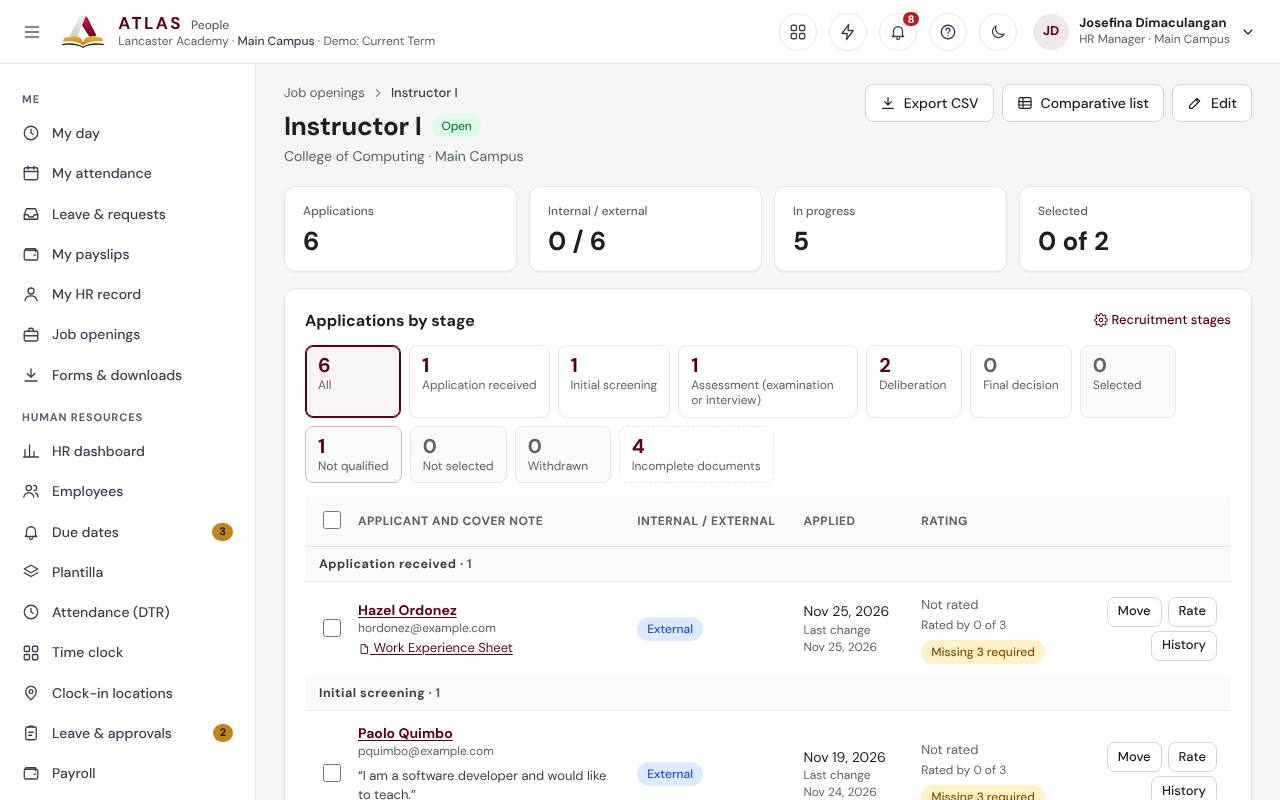 ATLAS People
Lancaster Academy · Main Campus · Demo: Current Term
8
JD
Josefina Dimaculangan
HR Manager · Main Campus
ME
My day
My attendance
Leave & requests
My payslips
My HR record
Job openings
Forms & downloads
HUMAN RESOURCES
HR dashboard
Employees
Due dates 3
Plantilla
Attendance (DTR)
Time clock
Clock-in locations
Leave & approvals 2
Payroll
Job openings > Instructor I
Export CSV
Comparative list
Edit
Instructor I Open
College of Computing · Main Campus
Applications
6
Internal / external
0 / 6
In progress
5
Selected
0 of 2
Applications by stage
Recruitment stages
6
All
1
Application received
1
Initial screening
1
Assessment (examination
or interview)
2
Deliberation
0
Final decision
0
Selected
1
Not qualified
0
Not selected
0
Withdrawn
4
Incomplete documents
APPLICANT AND COVER NOTE INTERNAL / EXTERNAL APPLIED RATING
Application received · 1
Hazel Ordonez
hordonez@example.com
Work Experience Sheet
External
Nov 25, 2026
Last change
Nov 25, 2026
Not rated
Rated by 0 of 3
Missing 3 required
Move Rate
History
Initial screening · 1
Paolo Quimbo
pquimbo@example.com
“I am a software developer and would like
to teach.”
External
Nov 19, 2026
Last change
Nov 24, 2026
Not rated
Rated by 0 of 3
Missing 3 required
Move Rate
History